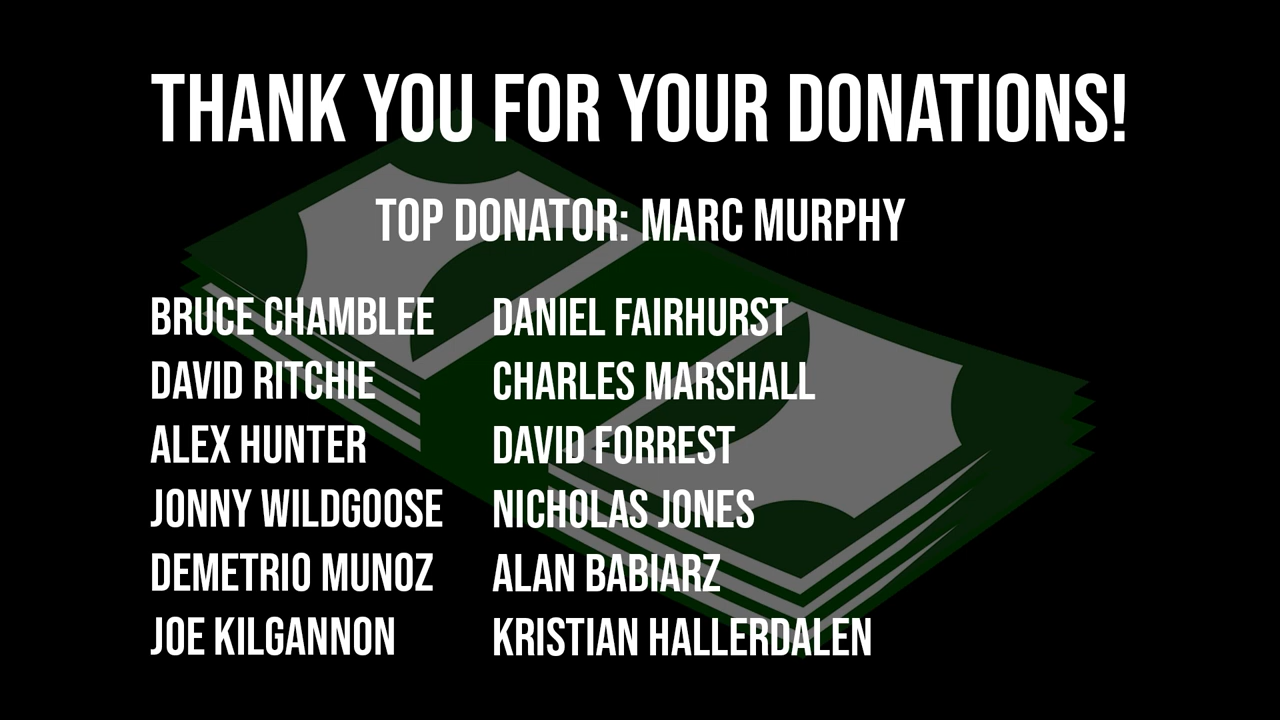 THANK YOU FOR YOUR DONATIONS!
TOP DONATOR: MARC MURPHY
BRUCE CHAMBLEE
DAVID RITCHIE
ALEX HUNTER
JONNY WILDGOOSE
DEMETRIO MUNOZ
JOE KILGANNON
DANIEL FAIRHURST
CHARLES MARSHALL
DAVID FORREST
NICHOLAS JONES
ALAN BABIARZ
KRISTIAN HALLERDALEN